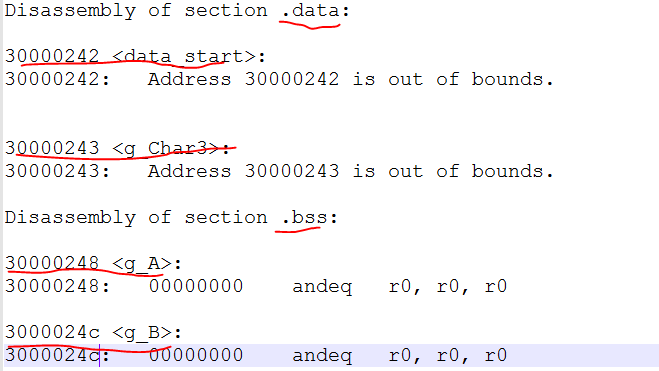 Disassembly of section .data:
30000242 <data_start>:
30000242:   Address 30000242 is out of bounds.
30000243 <g_Char3>:
30000243:   Address 30000243 is out of bounds.
Disassembly of section .bss:
30000248 <g_A>:
30000248:   00000000    andeq   r0, r0, r0
3000024c <g_B>:
3000024c:   00000000    andeq   r0, r0, r0